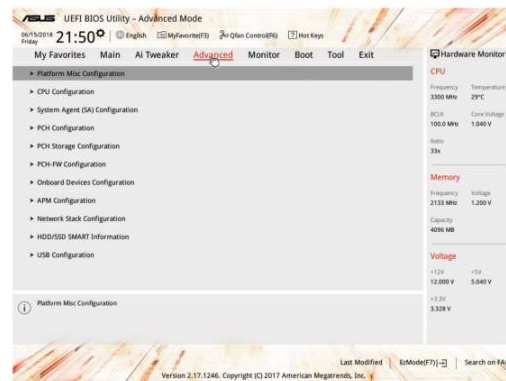 ASUS UEFI BIOS Utility – Advanced Mode
06/15/2018 Friday 21:50 English MyFavorite(F3) Qfan Control(F6) Hot Keys
My Favorites Main Ai Tweaker Advanced Monitor Boot Tool Exit
Platform Misc Configuration
CPU Configuration
System Agent (SA) Configuration
PCH Configuration
PCH Storage Configuration
PCH-FW Configuration
Onboard Devices Configuration
APM Configuration
Network Stack Configuration
HDD/SSD SMART Information
USB Configuration
Platform Misc Configuration
Hardware Monitor
CPU
Frequency Temperature
3300 MHz 29°C
BCLK Core Voltage
100.0 MHz 1.040 V
Ratio
33x
Memory
Frequency Voltage
2133 MHz 1.200 V
Capacity
4096 MB
Voltage
+12V +5V
12.000 V 5.040 V
+3.3V
3.328 V
Last Modified EzMode(F7) Search on FA
Version 2.17.1246. Copyright (C) 2017 American Megatrends, Inc.